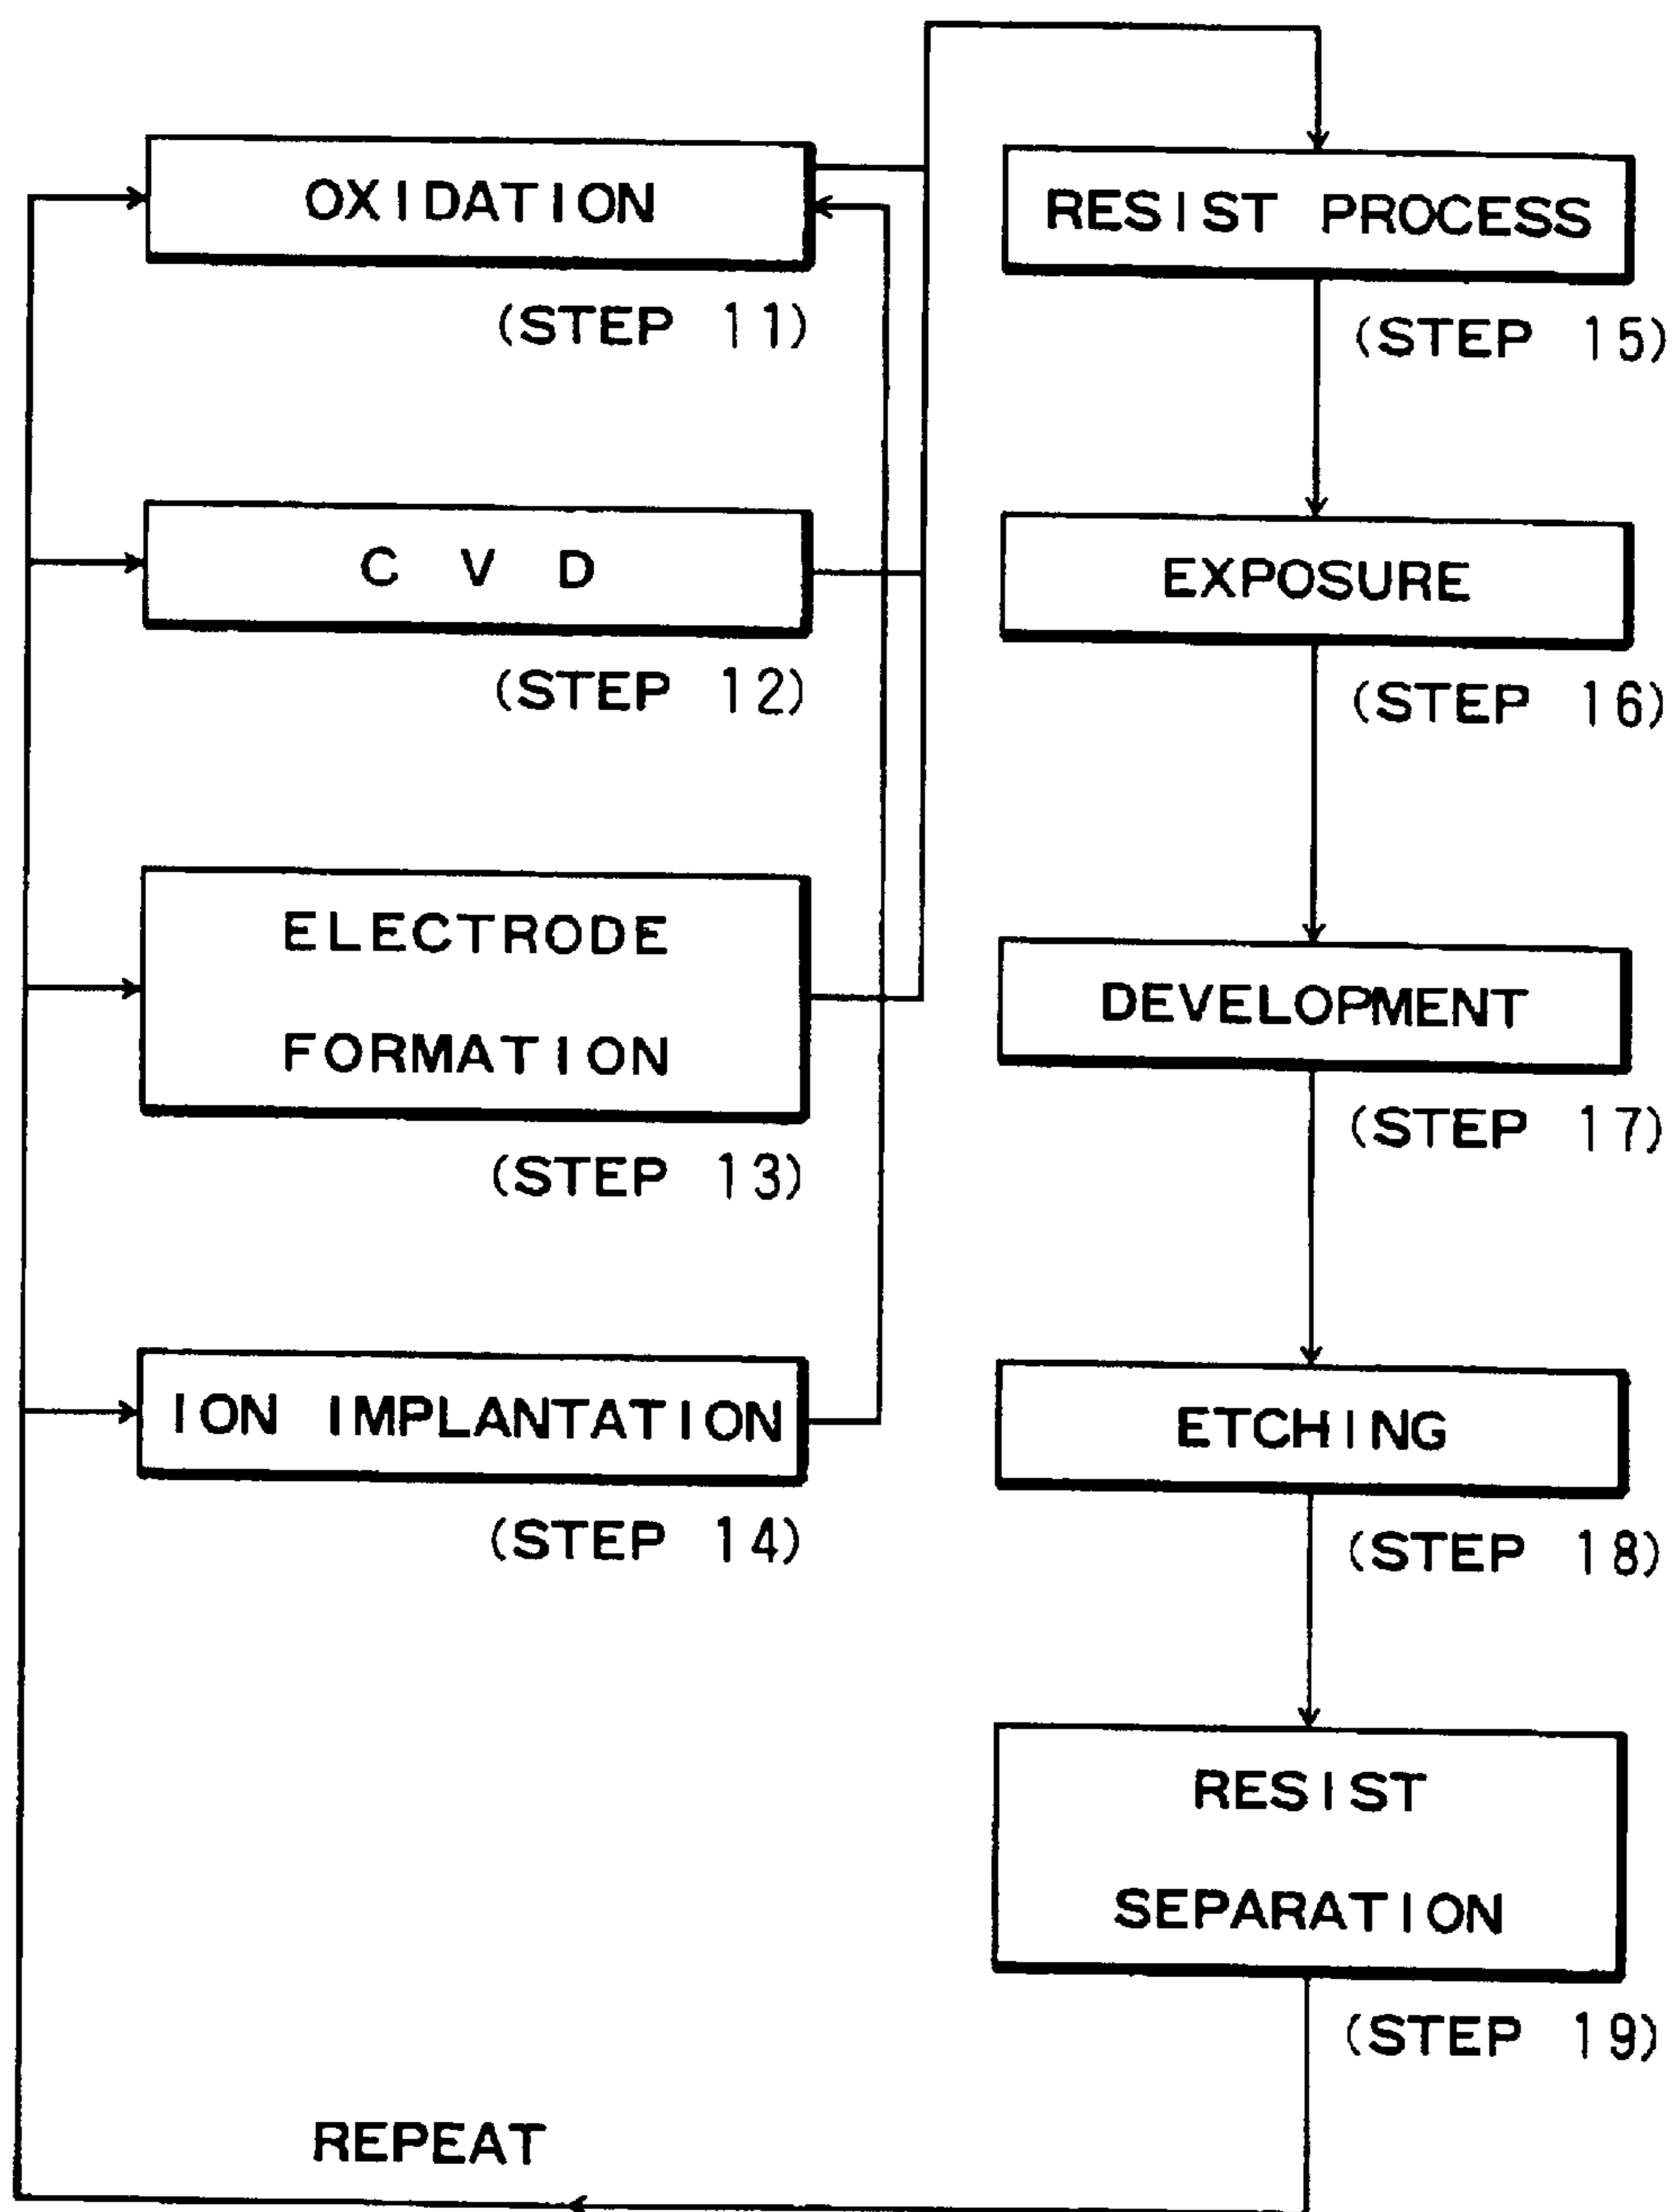 OXIDATION
(STEP 11)
CVD
(STEP 12)
ELECTRODE
FORMATION
(STEP 13)
ION IMPLANTATION
(STEP 14)
RESIST PROCESS
(STEP 15)
EXPOSURE
(STEP 16)
DEVELOPMENT
(STEP 17)
ETCHING
(STEP 18)
RESIST
SEPARATION
(STEP 19)
REPEAT